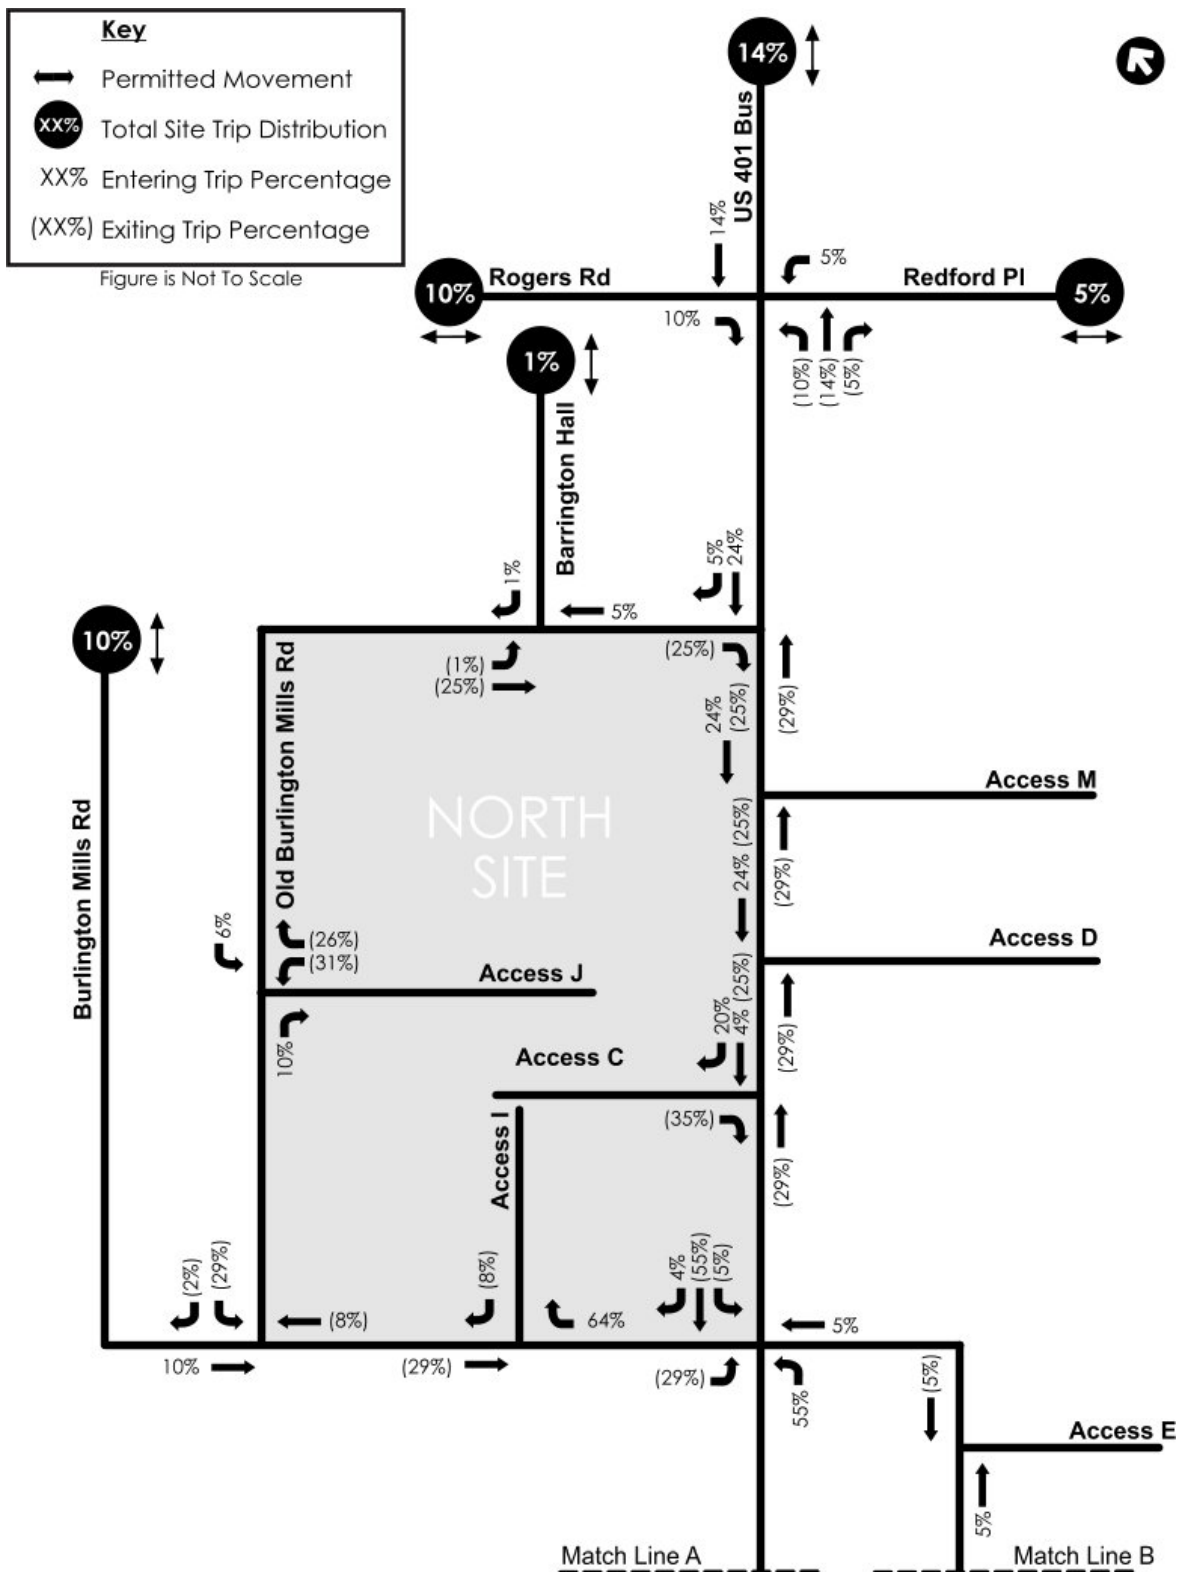 Key
Permitted Movement
XX% Total Site Trip Distribution
XX% Entering Trip Percentage
(XX%) Exiting Trip Percentage
Figure is Not To Scale
14%
US 401 Bus
14%
5%
10%
Rogers Rd
Redford Pl
5%
10%
(10%)
(14%)
(5%)
1%
Barrington Hall
1%
5%
5%
24%
10%
Old Burlington Mills Rd
(1%)
(25%)
(25%)
24%
(25%)
(29%)
Access M
NORTH
SITE
24% (25%)
(29%)
Burlington Mills Rd
6%
(26%)
(31%)
Access J
Access D
10%
20%
4% (25%)
(29%)
Access C
(35%)
(29%)
Access I
(2%)
(29%)
(8%)
(8%)
64%
4%
(55%)
(5%)
5%
10%
(29%)
(29%)
55%
(5%)
Access E
5%
Match Line A
Match Line B